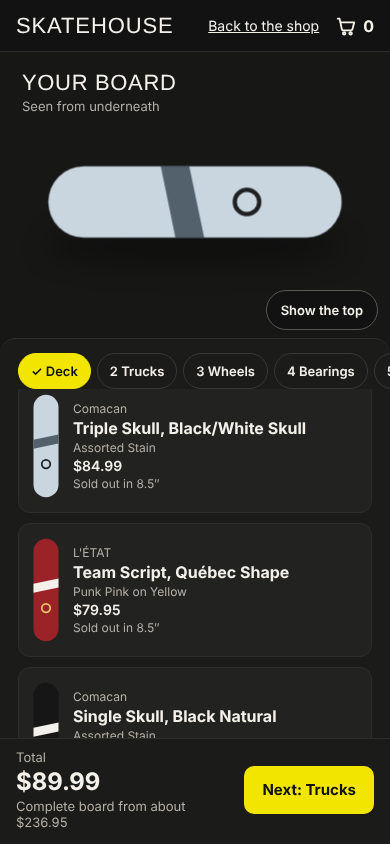 SKATEHOUSE
Back to the shop
0
YOUR BOARD
Seen from underneath
Show the top
✓ Deck
2 Trucks
3 Wheels
4 Bearings
5
Comacan
Triple Skull, Black/White Skull
Assorted Stain
$84.99
Sold out in 8.5″
L'ÉTAT
Team Script, Québec Shape
Punk Pink on Yellow
$79.95
Sold out in 8.5″
Comacan
Single Skull, Black Natural
Assorted Stain
Total
$89.99
Complete board from about
$236.95
Next: Trucks